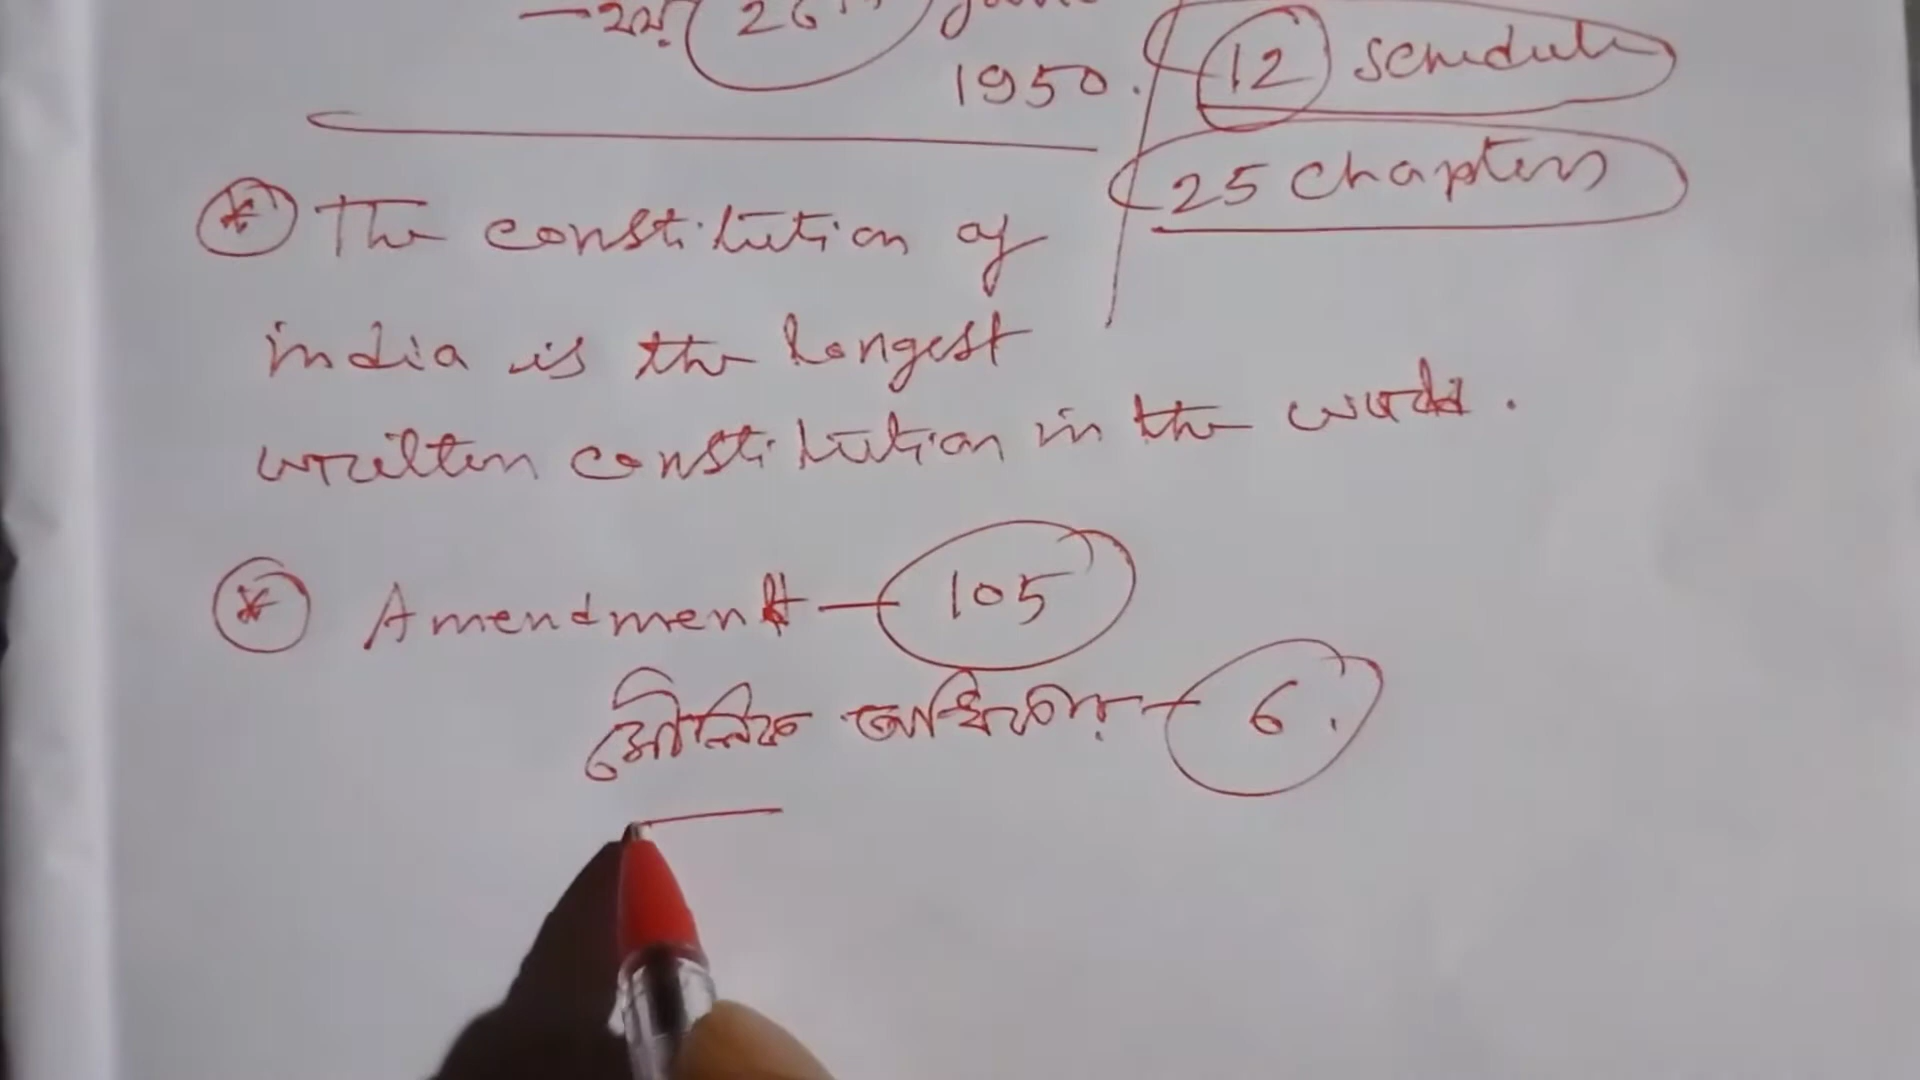 26th
1950.
12 schedule
25 chapters
* The constitution of
india is the longest
written constitution in the world.
* Amendment — 105
মৌলিক অধিকার — 6.